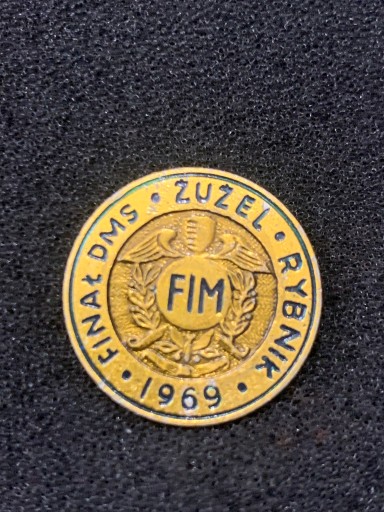 FINAŁ DMS • ŻUŻEL • RYBNIK • 1969 •
FIM